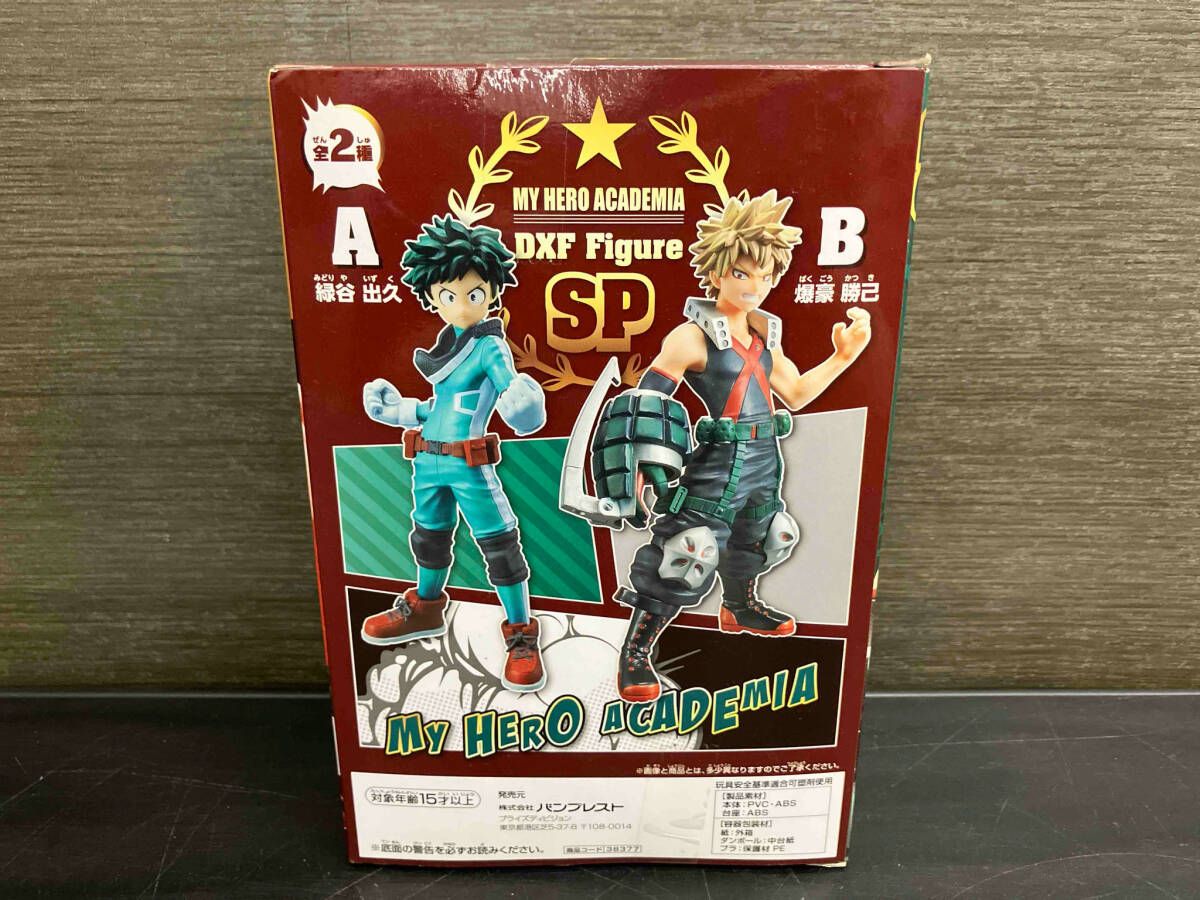 ぜん しゅ
全2種
MY HERO ACADEMIA
DXF Figure
SP
A
みどり や いず く
緑谷 出久
B
ばく ごう かつ き
爆豪 勝己
MY HERO ACADEMIA
※画像と商品とは、多少異なりますのでご了承ください。
対象年齢15才以上
発売元
株式会社 バンプレスト
プライズディビジョン
東京都港区芝5-37-8 〒108-0014
※底面の警告を必ずお読みください。
商品コード 38377
玩具安全基準適合可塑剤使用
【製品素材】
本体:PVC・ABS
台座:ABS
【容器包装材】
紙:外箱
ダンボール:中台紙
プラ:保護材 PE